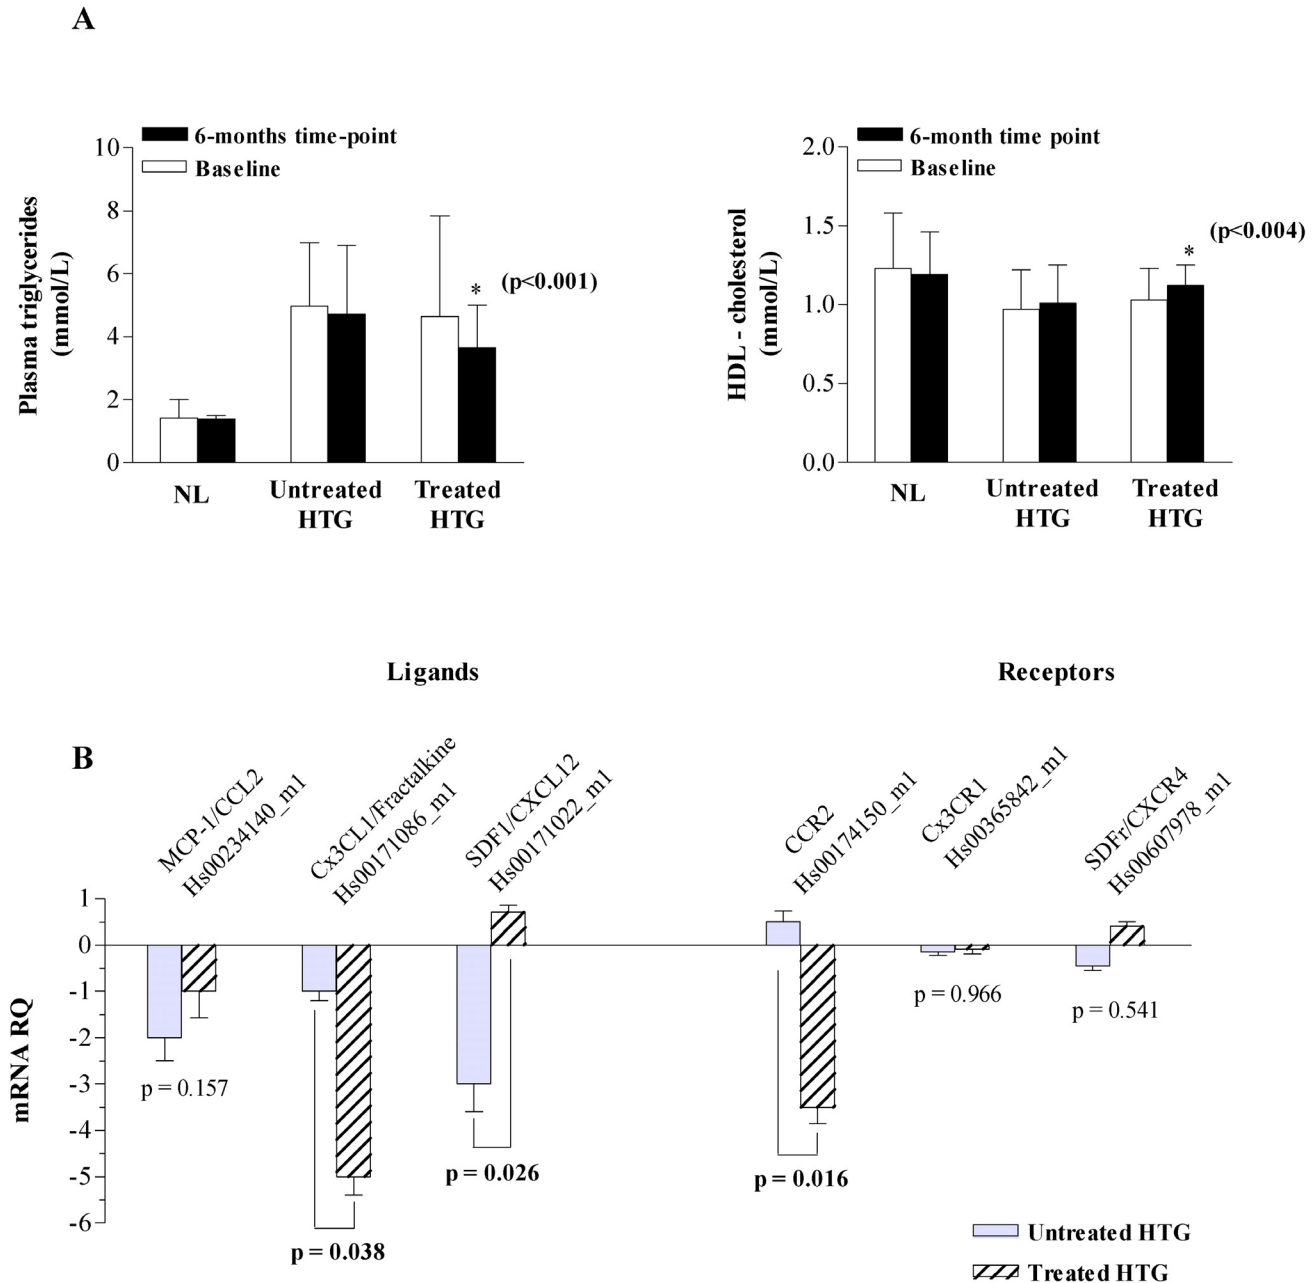 A
6-months time-point
Baseline
10
8
6
4
2
0
Plasma triglycerides
(mmol/L)
*
(p<0.001)
NL
Untreated
HTG
Treated
HTG
6-month time point
Baseline
2.0
1.5
1.0
0.5
0.0
HDL - cholesterol
(mmol/L)
*
(p<0.004)
NL
Untreated
HTG
Treated
HTG
Ligands
Receptors
B
MCP-1/CCL2
Hs00234140_m1
Cx3CL1/Fractalkine
Hs00171086_m1
SDF1/CXCL12
Hs00171022_m1
CCR2
Hs00174150_m1
Cx3CR1
Hs00365842_m1
SDFr/CXCR4
Hs00607978_m1
1
0
-1
-2
-3
-4
-5
-6
mRNA RQ
p = 0.157
p = 0.038
p = 0.026
p = 0.016
p = 0.966
p = 0.541
Untreated HTG
Treated HTG